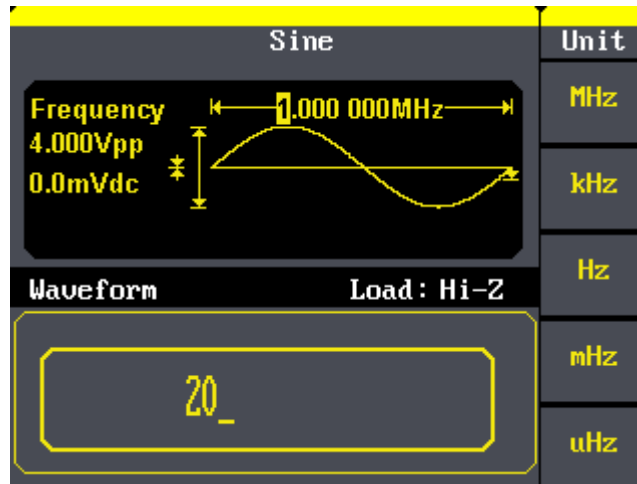 Sine
Unit
Frequency
1.000 000MHz
4.000Vpp
0.0mVdc
Waveform
Load: Hi-Z
20_
MHz
kHz
Hz
mHz
uHz